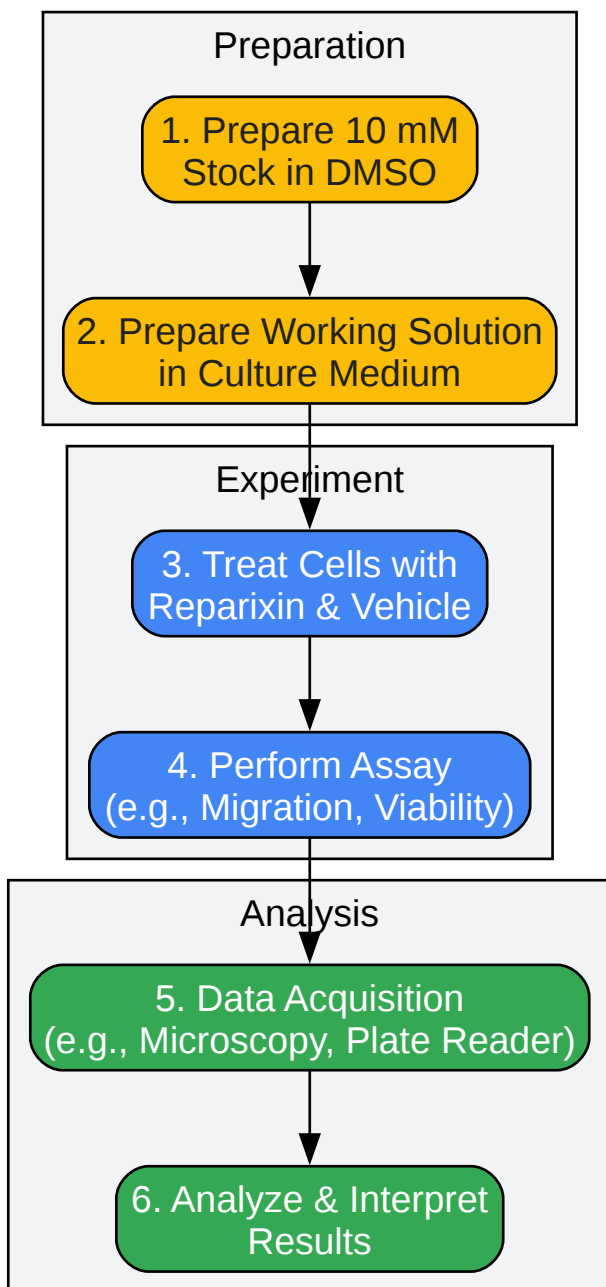 Preparation
1. Prepare 10 mM
Stock in DMSO
2. Prepare Working Solution
in Culture Medium
Experiment
3. Treat Cells with
Reparixin & Vehicle
4. Perform Assay
(e.g., Migration, Viability)
Analysis
5. Data Acquisition
(e.g., Microscopy, Plate Reader)
6. Analyze & Interpret
Results